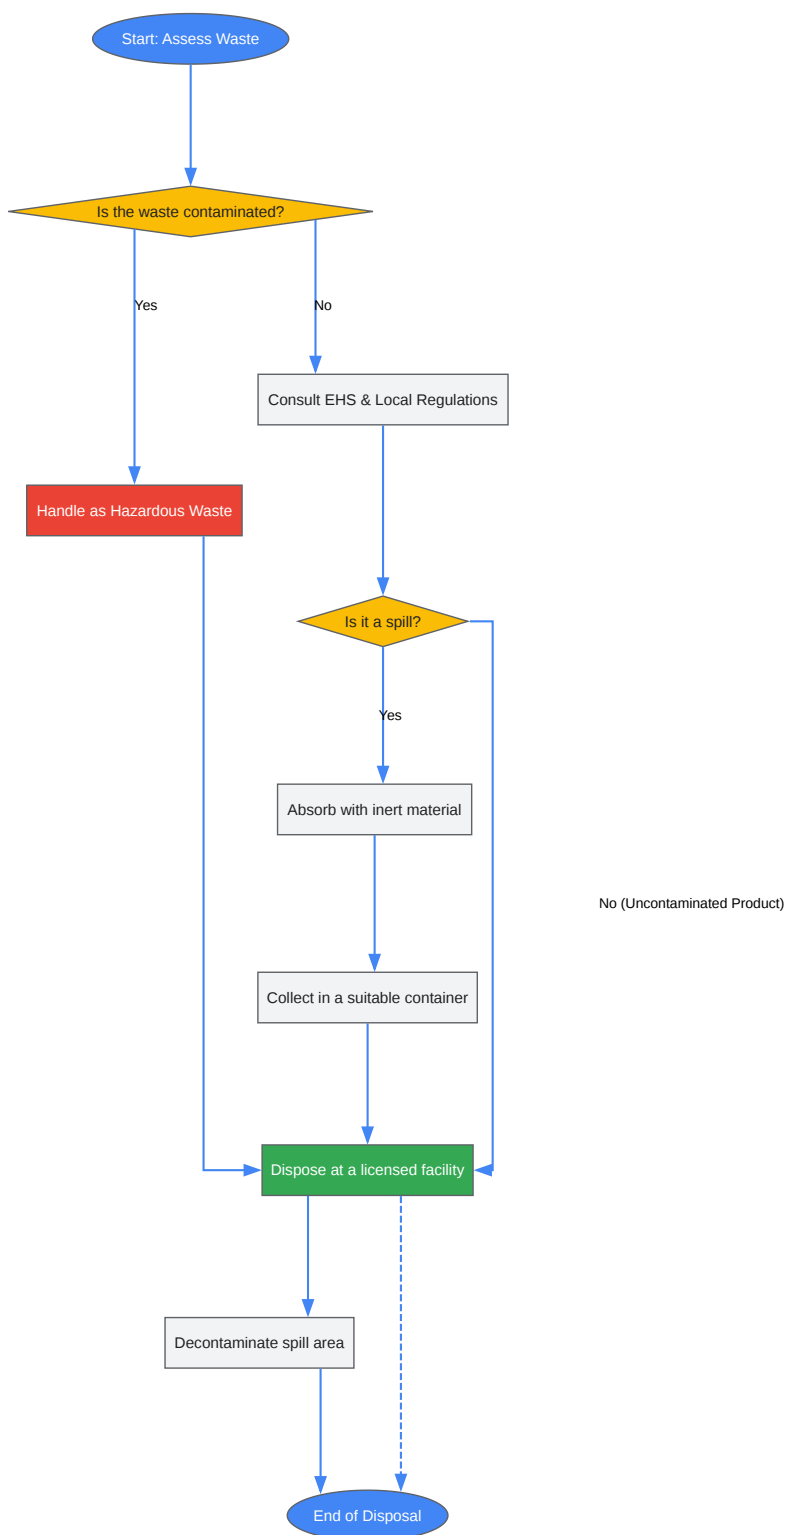 Start: Assess Waste
Is the waste contaminated?
Yes
No
Consult EHS & Local Regulations
Handle as Hazardous Waste
Is it a spill?
Yes
Absorb with inert material
No (Uncontaminated Product)
Collect in a suitable container
Dispose at a licensed facility
Decontaminate spill area
End of Disposal